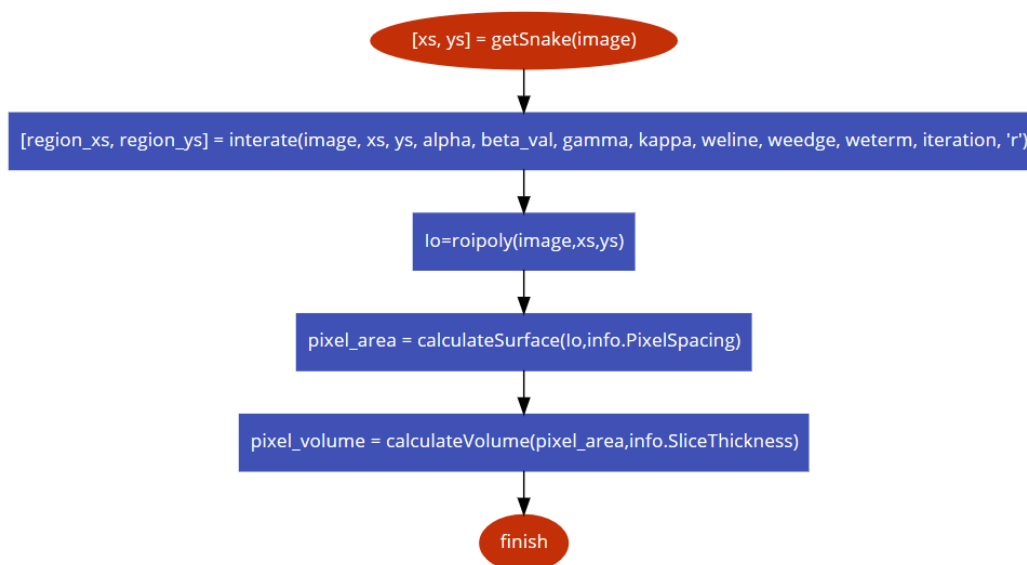 [xs, ys] = getSnake(image)
[region_xs, region_ys] = interate(image, xs, ys, alpha, beta_val, gamma, kappa, weline, weedge, weterm, iteration, 'r')
Io=roipoly(image,xs,ys)
pixel_area = calculateSurface(Io,info.PixelSpacing)
pixel_volume = calculateVolume(pixel_area,info.SliceThickness)
finish